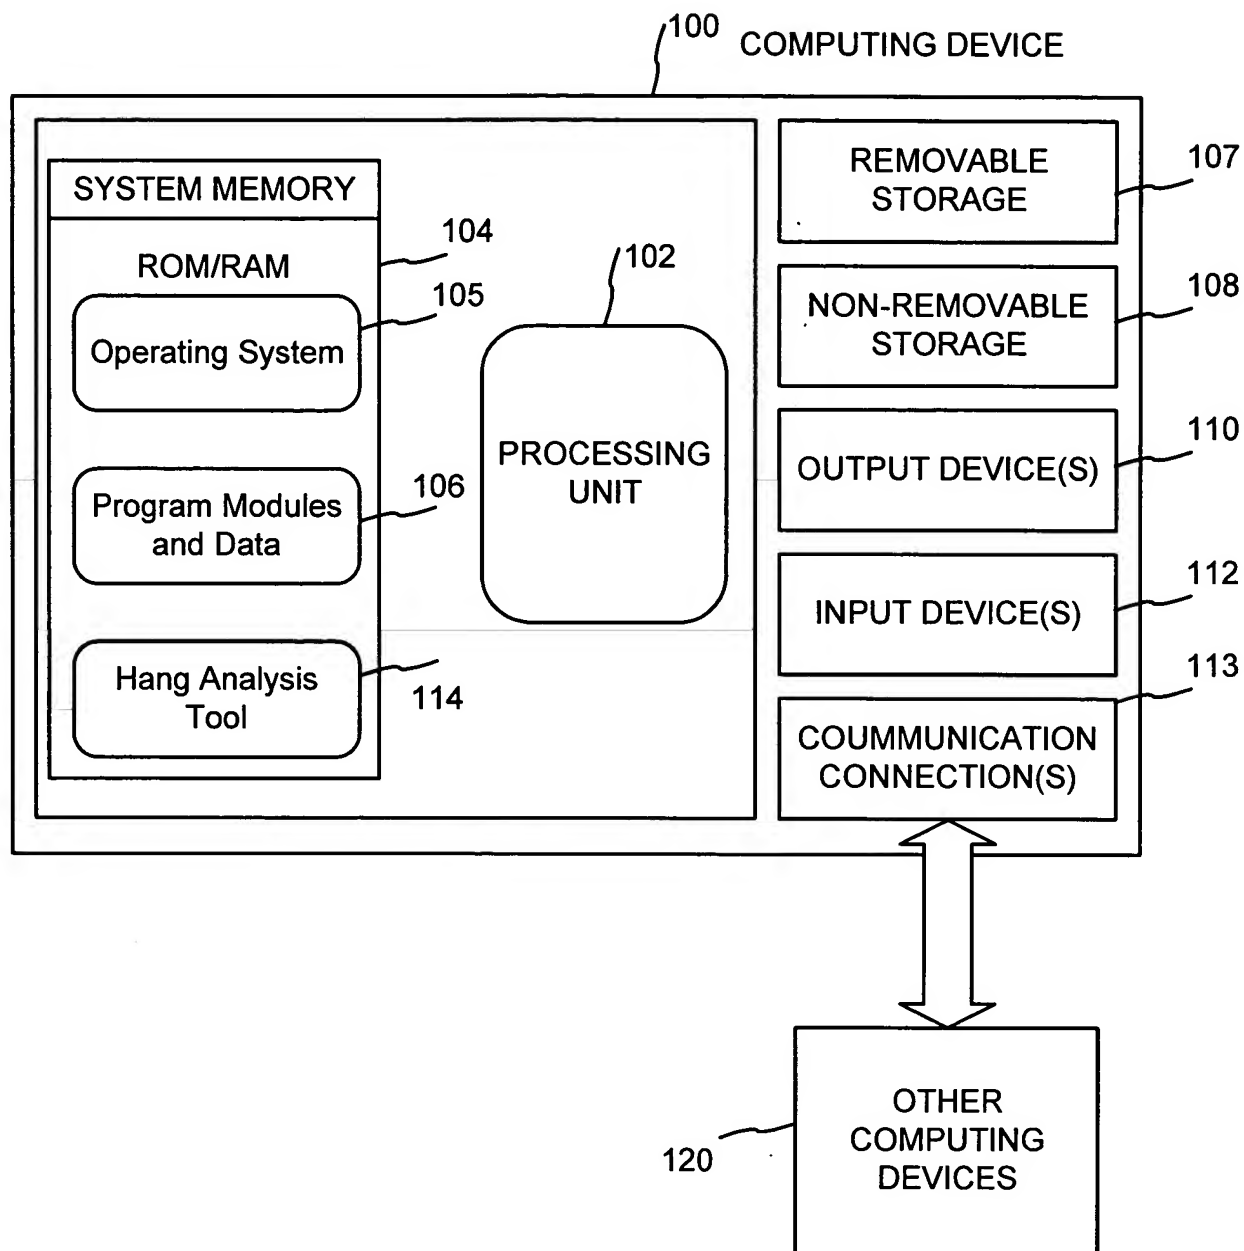 100 COMPUTING DEVICE
SYSTEM MEMORY
104
ROM/RAM
105
Operating System
106
Program Modules
and Data
Hang Analysis
Tool
114
102
PROCESSING
UNIT
REMOVABLE
STORAGE
107
NON-REMOVABLE
STORAGE
108
OUTPUT DEVICE(S)
110
INPUT DEVICE(S)
112
113
COUMMUNICATION
CONNECTION(S)
OTHER
COMPUTING
DEVICES
120